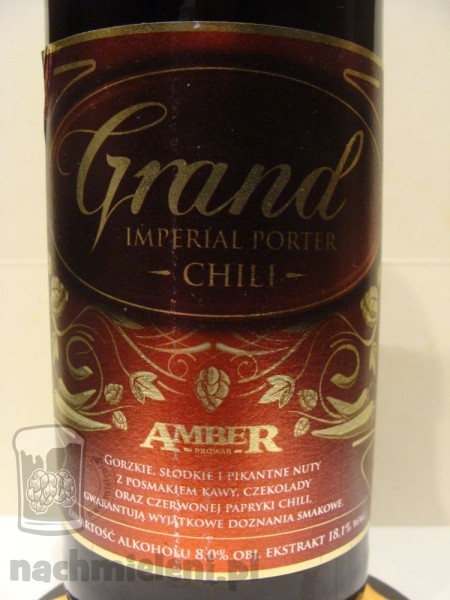 Grand
IMPERIAL PORTER
- CHILI -
AMBER
BROWAR
GORZKIE, SŁODKIE I PIKANTNE NUTY
Z POSMAKIEM KAWY, CZEKOLADY
ORAZ CZERWONEJ PAPRYKI CHILI,
GWARANTUJĄ WYJĄTKOWE DOZNANIA SMAKOWE.
ALKOHOLU 8,0% OBJ. EKSTRAKT 18,1%
nachmieleni.pl